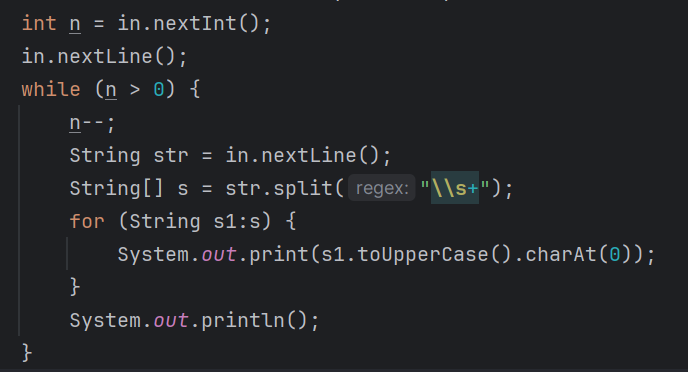 int n = in.nextInt();
in.nextLine();
while (n > 0) {
n--;
String str = in.nextLine();
String[] s = str.split( regex: "\\s+");
for (String s1:s) {
System.out.print(s1.toUpperCase().charAt(0));
}
System.out.println();
}